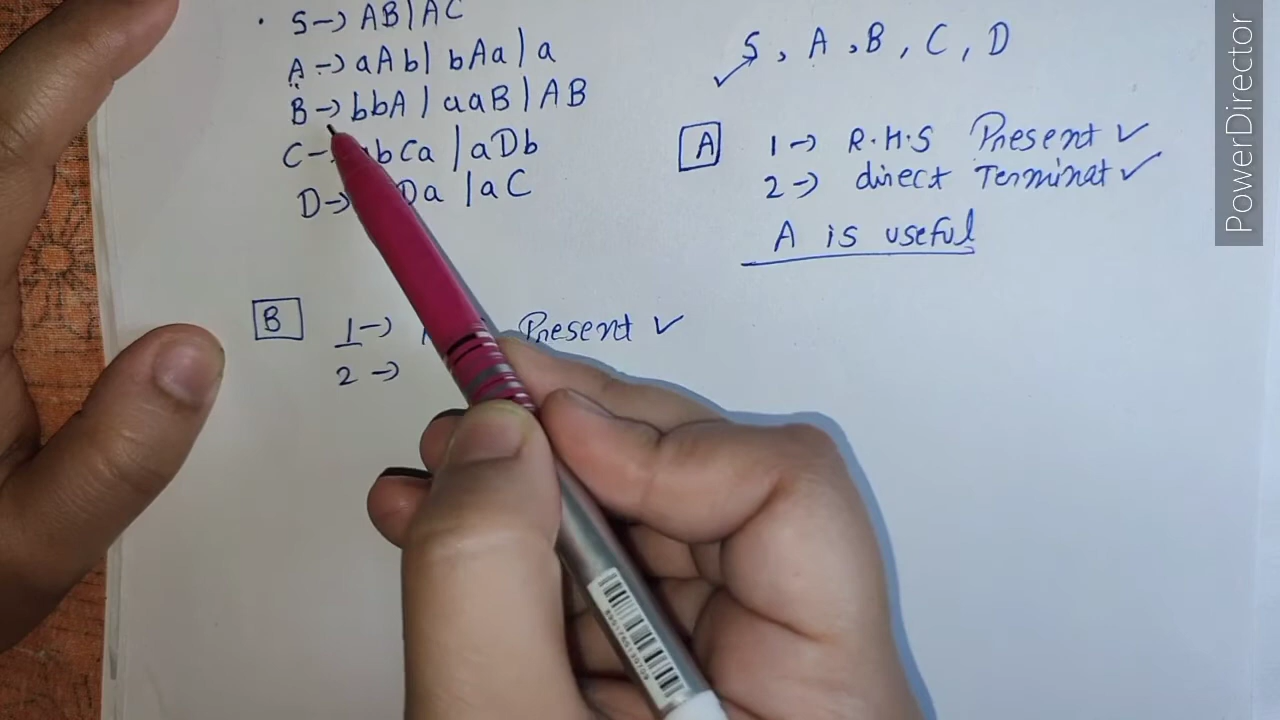 . S → AB | AC
A → aAb | bAa | a
B → bbA | aaB | AB
C → bCa | aDb
D → Da | aC
S, A, B, C, D
A
1 → R.H.S Present ✓
2 → direct Terminat ✓
A is useful
B
1 → Present ✓
2 →
PowerDirector
8901765130709